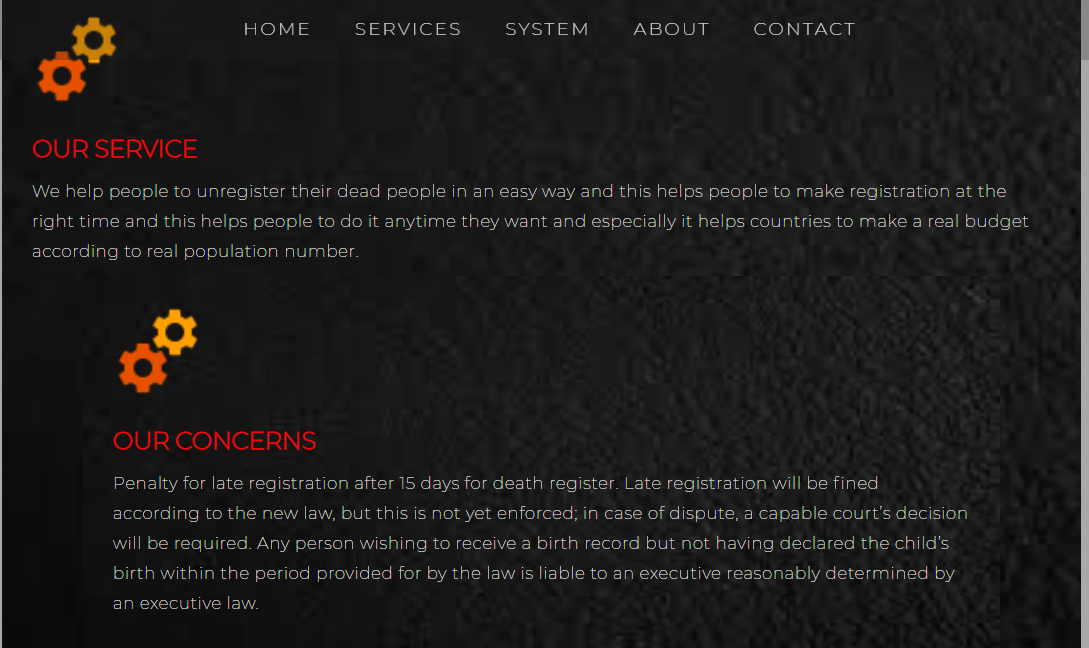 HOME SERVICES SYSTEM ABOUT CONTACT
OUR SERVICE
We help people to unregister their dead people in an easy way and this helps people to make registration at the
right time and this helps people to do it anytime they want and especially it helps countries to make a real budget
according to real population number.
OUR CONCERNS
Penalty for late registration after 15 days for death register. Late registration will be fined
according to the new law, but this is not yet enforced; in case of dispute, a capable court’s decision
will be required. Any person wishing to receive a birth record but not having declared the child’s
birth within the period provided for by the law is liable to an executive reasonably determined by
an executive law.